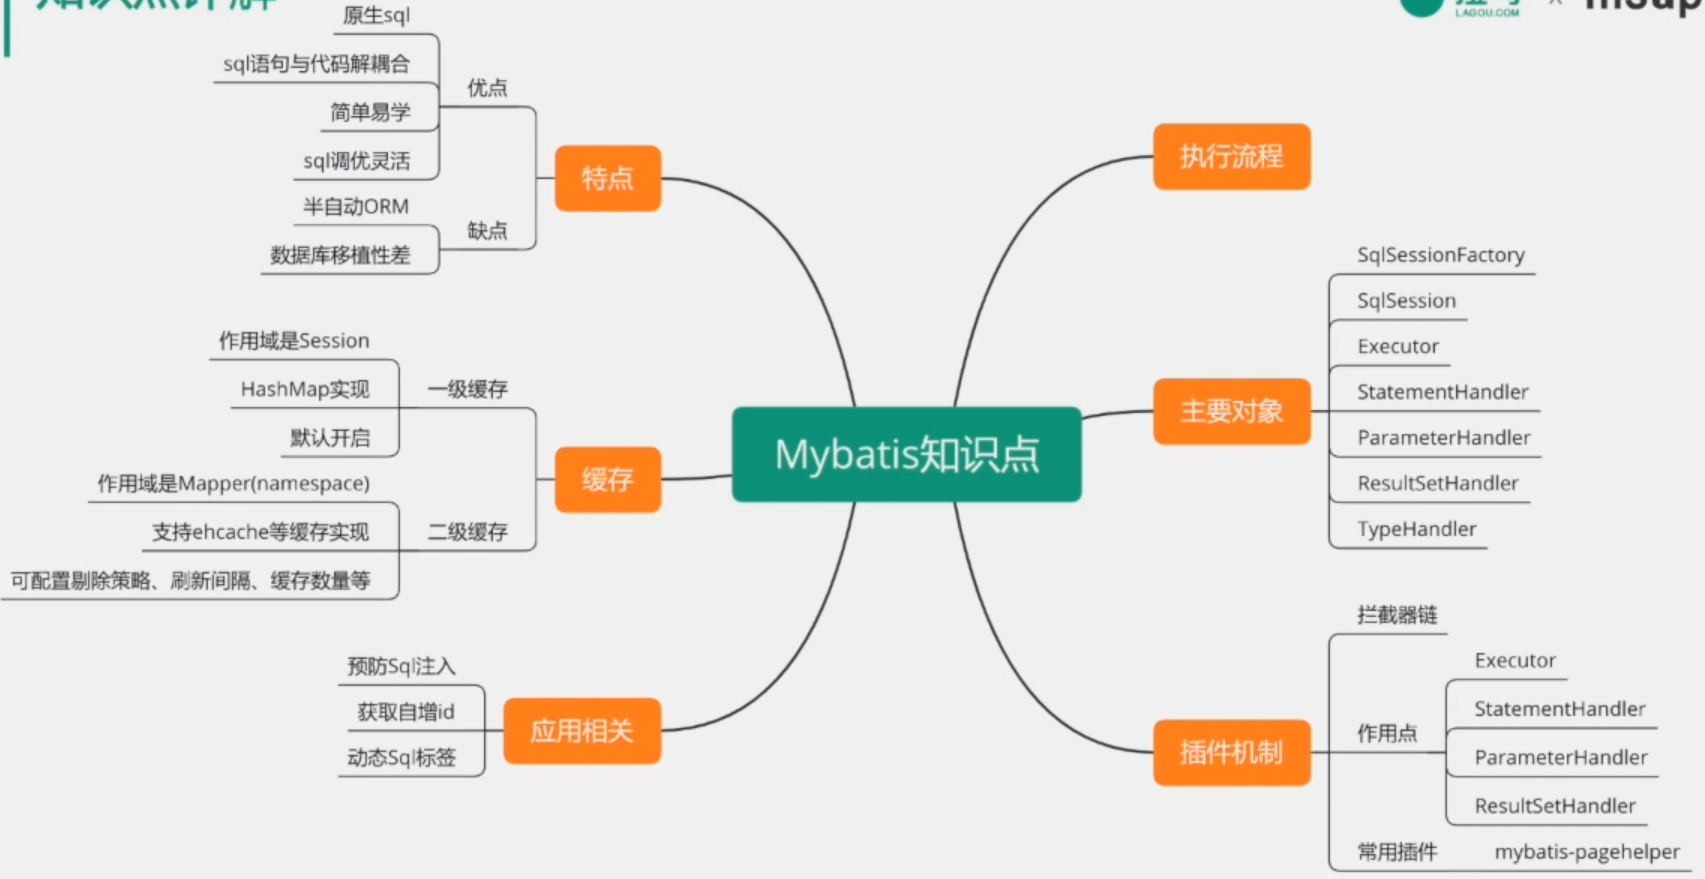 知识点详解
LAGOU.COM
×
原生sql
sql语句与代码解耦合
简单易学
sql调优灵活
优点
半自动ORM
数据库移植性差
缺点
特点
作用域是Session
HashMap实现
默认开启
一级缓存
作用域是Mapper(namespace)
支持ehcache等缓存实现
可配置剔除策略、刷新间隔、缓存数量等
二级缓存
缓存
预防Sql注入
获取自增id
动态Sql标签
应用相关
Mybatis知识点
执行流程
主要对象
SqlSessionFactory
SqlSession
Executor
StatementHandler
ParameterHandler
ResultSetHandler
TypeHandler
插件机制
拦截器链
作用点
Executor
StatementHandler
ParameterHandler
ResultSetHandler
常用插件
mybatis-pagehelper